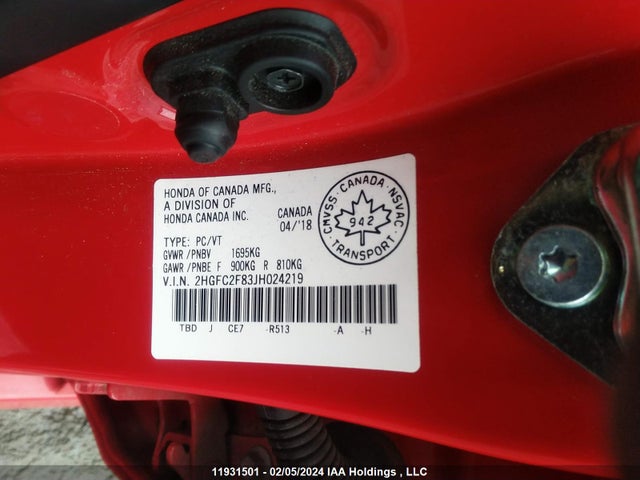 HONDA OF CANADA MFG.,
A DIVISION OF
HONDA CANADA INC.
CANADA
04/'18
CMVSS · CANADA · NSVAC
942
TRANSPORT
TYPE: PC/VT
GVWR /PNBV 1695KG
GAWR /PNBE F 900KG R 810KG
V.I.N. 2HGFC2F83JH024219
TBD J CE7 -R513 -A -H
11931501 - 02/05/2024 IAA Holdings , LLC